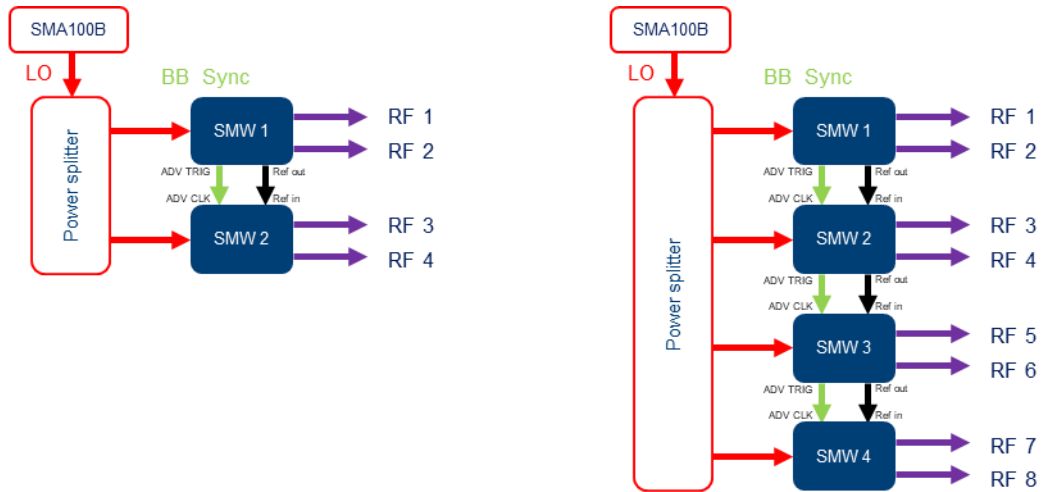 SMA100B
LO
BB Sync
Power splitter
SMW 1
RF 1
RF 2
ADV TRIG
Ref out
ADV CLK
Ref in
SMW 2
RF 3
RF 4
SMA100B
LO
BB Sync
Power splitter
SMW 1
RF 1
RF 2
ADV TRIG
Ref out
ADV CLK
Ref in
SMW 2
RF 3
RF 4
ADV TRIG
Ref out
ADV CLK
Ref in
SMW 3
RF 5
RF 6
ADV TRIG
Ref out
ADV CLK
Ref in
SMW 4
RF 7
RF 8